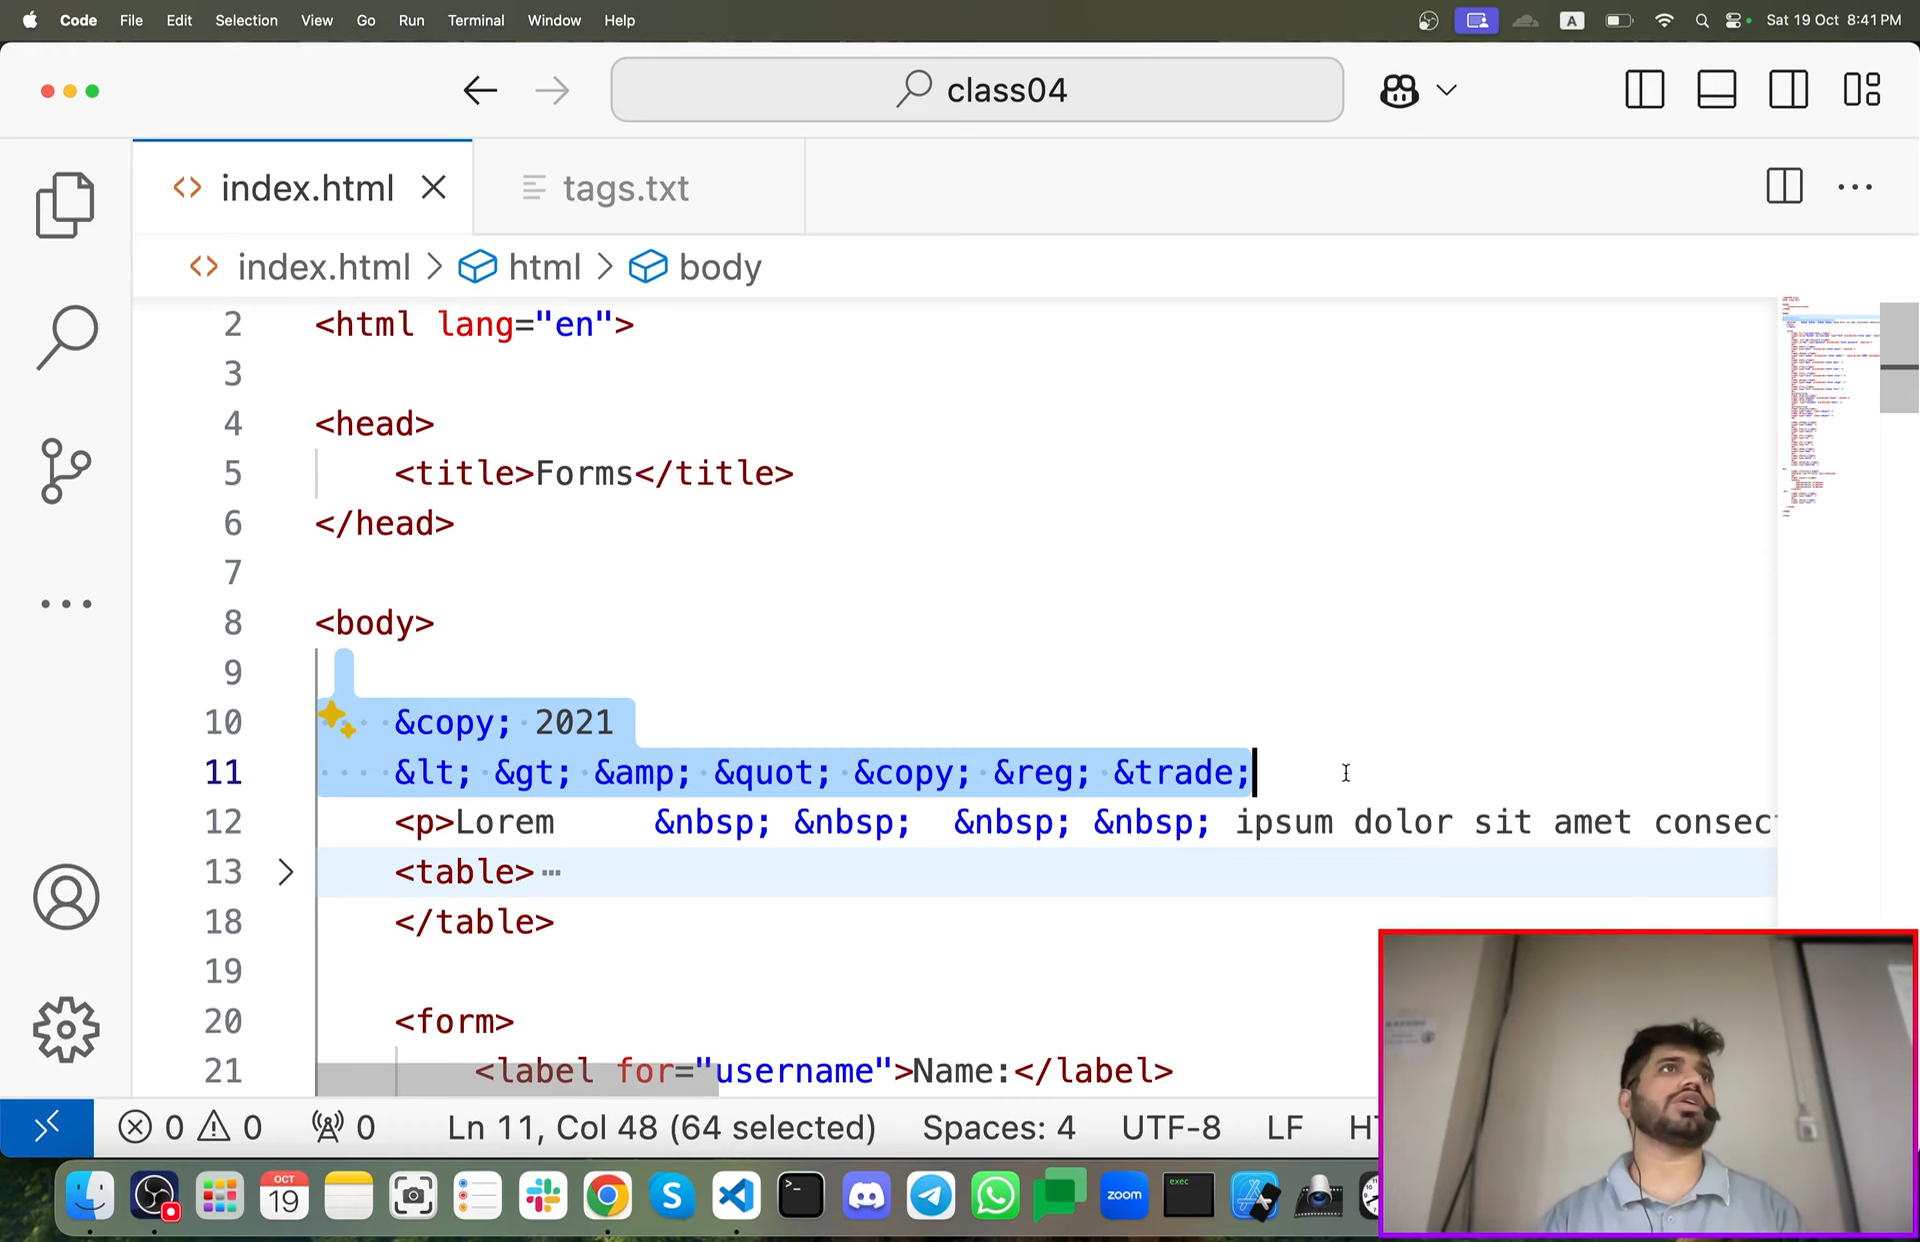 Code File Edit Selection View Go Run Terminal Window Help A Sat 19 Oct 8:41 PM
class04
index.html tags.txt
index.html > html > body
2 <html lang="en">
3
4 <head>
5 <title>Forms</title>
6 </head>
7
8 <body>
9
10 &copy; 2021
11 &lt; &gt; &amp; &quot; &copy; &reg; &trade;
12 <p>Lorem &nbsp; &nbsp; &nbsp; &nbsp; ipsum dolor sit amet consec
13 <table>
18 </table>
19
20 <form>
21 <label for="username">Name:</label>
0 0 0 Ln 11, Col 48 (64 selected) Spaces: 4 UTF-8 LF
OCT
19
zoom
exec